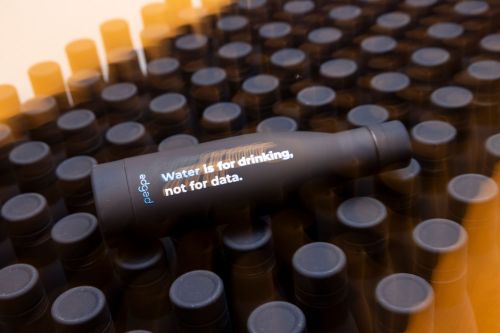 edged
Water is for drinking,
not for data.